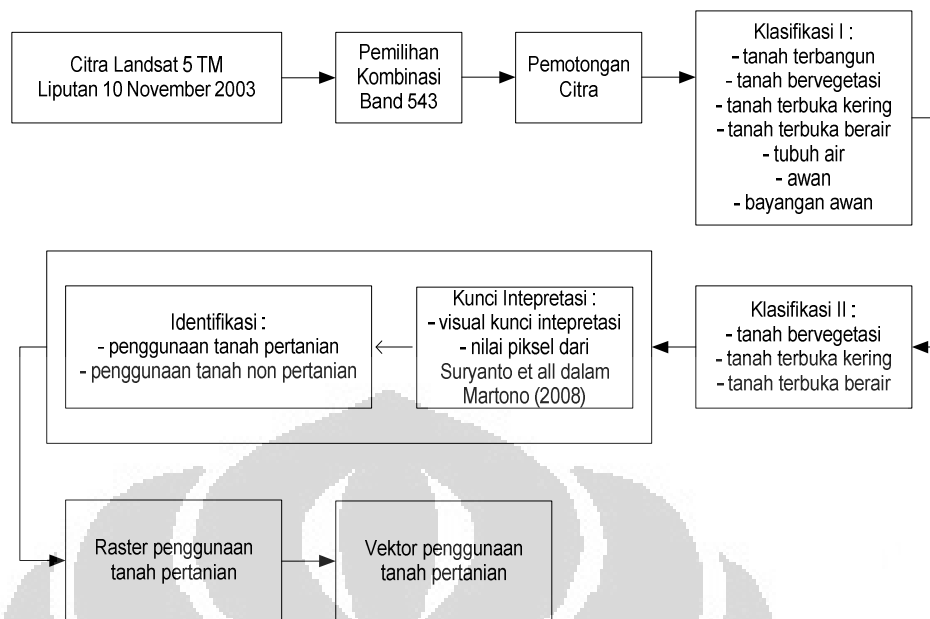 Citra Landsat 5 TM
Liputan 10 November 2003
Pemilihan
Kombinasi
Band 543
Pemotongan
Citra
Klasifikasi I :
- tanah terbangun
- tanah bervegetasi
- tanah terbuka kering
- tanah terbuka berair
- tubuh air
- awan
- bayangan awan
Klasifikasi II :
- tanah bervegetasi
- tanah terbuka kering
- tanah terbuka berair
Kunci Intepretasi :
- visual kunci intepretasi
- nilai piksel dari
Suryanto et all dalam
Martono (2008)
Identifikasi :
- penggunaan tanah pertanian
- penggunaan tanah non pertanian
Raster penggunaan
tanah pertanian
Vektor penggunaan
tanah pertanian